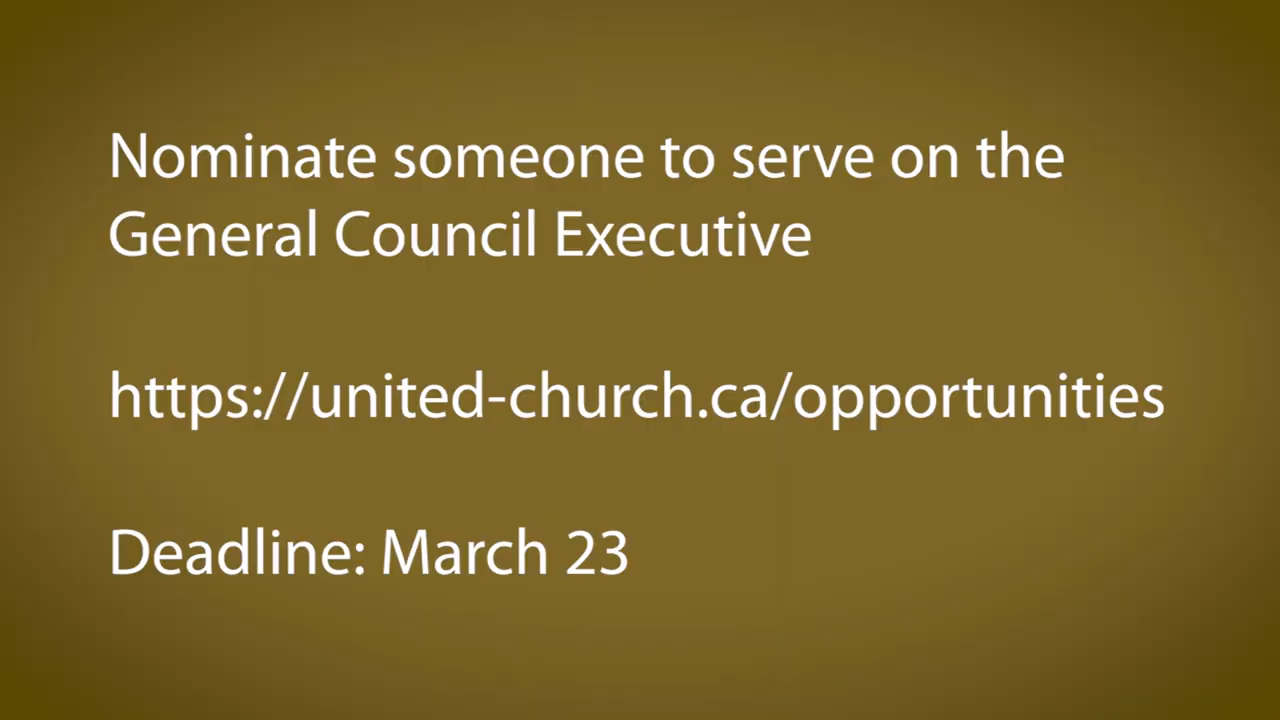 Nominate someone to serve on the
General Council Executive
https://united-church.ca/opportunities
Deadline: March 23